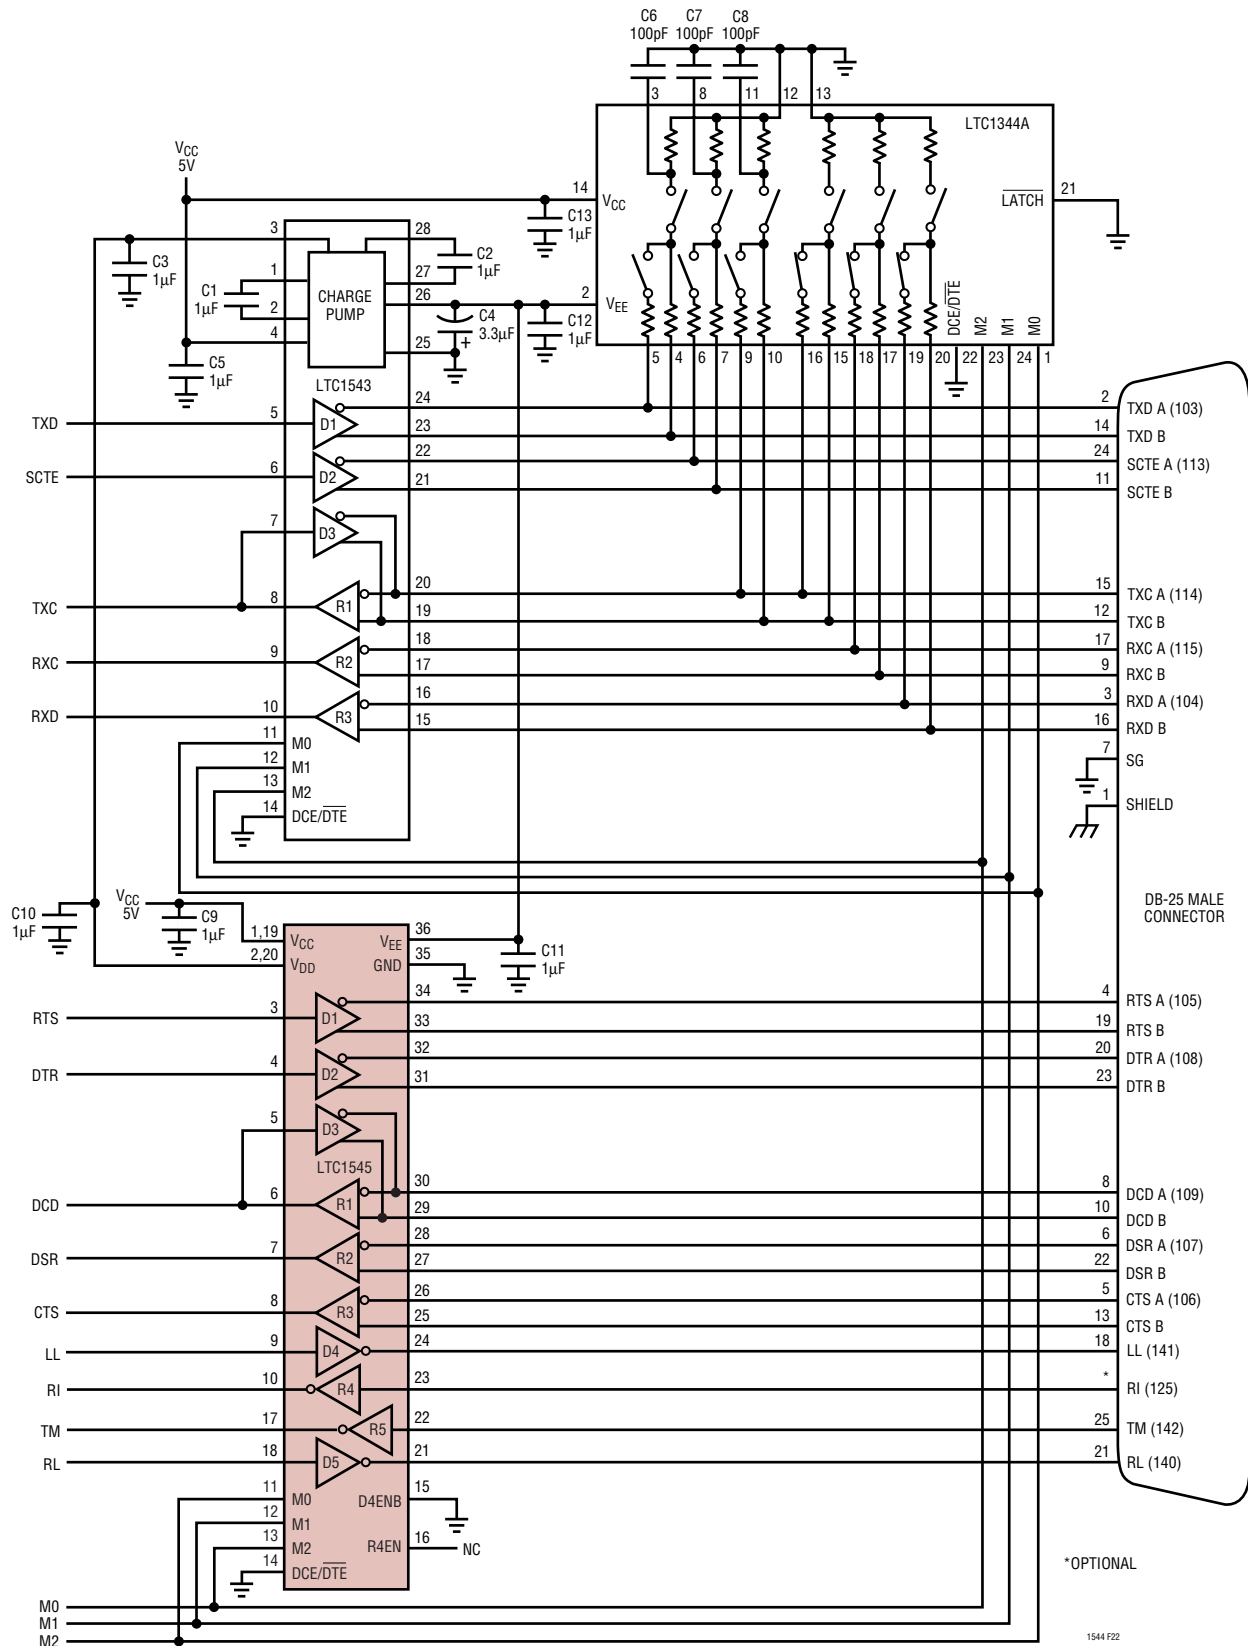 C6 C7 C8
100pF 100pF 100pF
3 8 11 12 13
LTC1344A
VCC
5V
14
VCC
21
LATCH
C13
1µF
3 28
C3
1µF
C2
1µF
1 27
C1
1µF
CHARGE
PUMP
26
2
VEE
C4
3.3µF
+
C12
1µF
2
4 25
C5
1µF
DCE/DTE M2 M1 M0
5 4 6 7 9 10 16 15 18 17 19 20 22 23 24 1
LTC1543
TXD 5 D1 24 2 TXD A (103)
23 14 TXD B
SCTE 6 D2 22 24 SCTE A (113)
21 11 SCTE B
7 D3
TXC 8 R1 20 15 TXC A (114)
19 12 TXC B
RXC 9 R2 18 17 RXC A (115)
17 9 RXC B
RXD 10 R3 16 3 RXD A (104)
15 16 RXD B
11 M0
7 SG
12 M1
13 M2
1 SHIELD
14 DCE/DTE
DB-25 MALE
CONNECTOR
C10
1µF
VCC
5V
C9
1µF
1,19 VCC VEE 36
2,20 VDD GND 35
C11
1µF
RTS 3 D1 34 4 RTS A (105)
33 19 RTS B
DTR 4 D2 32 20 DTR A (108)
31 23 DTR B
5 D3
LTC1545
DCD 6 R1 30 8 DCD A (109)
29 10 DCD B
DSR 7 R2 28 6 DSR A (107)
27 22 DSR B
CTS 8 R3 26 5 CTS A (106)
25 13 CTS B
LL 9 D4 24 18 LL (141)
RI 10 R4 23 * RI (125)
TM 17 R5 22 25 TM (142)
RL 18 D5 21 21 RL (140)
11 M0 D4ENB 15
12 M1
13 M2 R4EN 16 NC
14 DCE/DTE
*OPTIONAL
M0
M1
M2
1544 F22